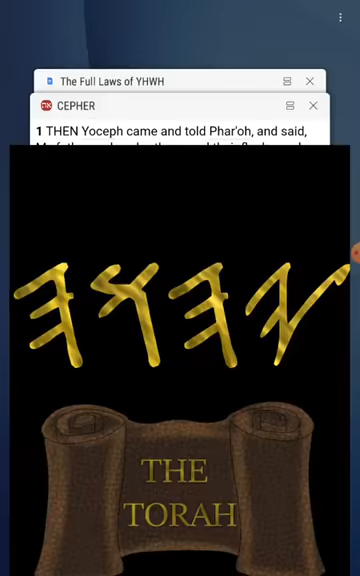 The Full Laws of YHWH
CEPHER
1 THEN Yoceph came and told Phar'oh, and said,
𐤉𐤄𐤅𐤄
THE
TORAH